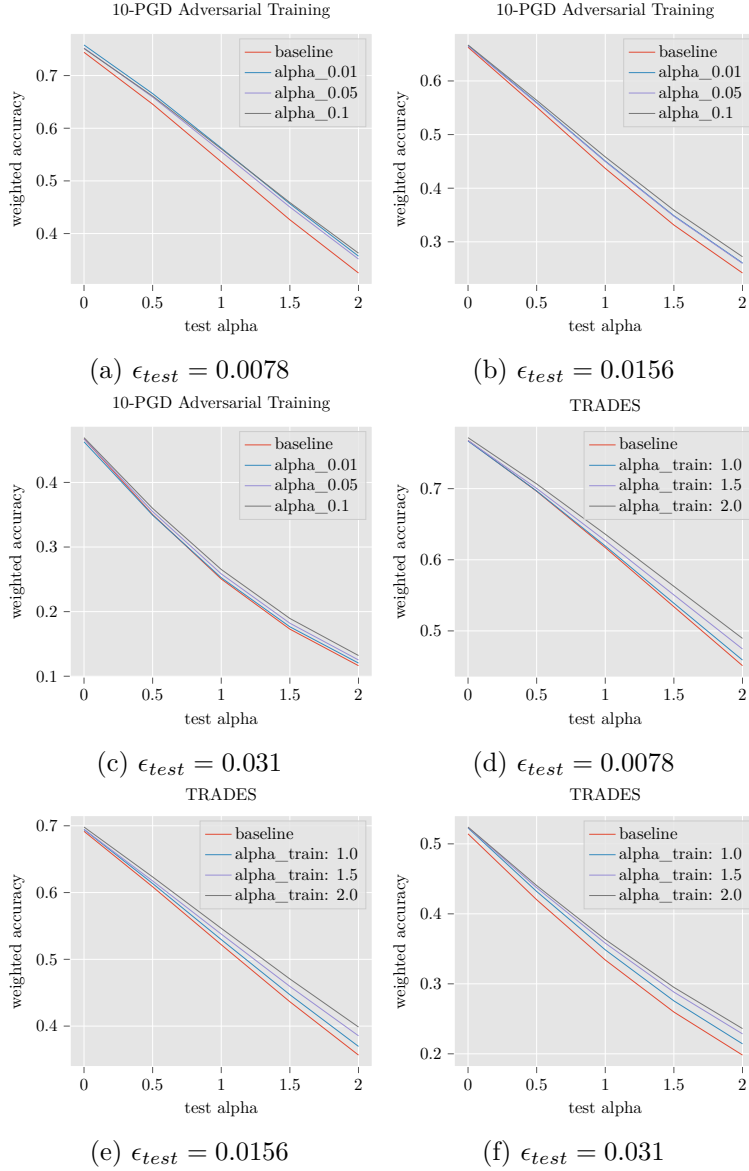 10-PGD Adversarial Training
weighted accuracy
0.7
0.6
0.5
0.4
baseline
alpha_0.01
alpha_0.05
alpha_0.1
0 0.5 1 1.5 2
test alpha
(a) ϵtest = 0.0078
10-PGD Adversarial Training
weighted accuracy
0.6
0.5
0.4
0.3
baseline
alpha_0.01
alpha_0.05
alpha_0.1
0 0.5 1 1.5 2
test alpha
(b) ϵtest = 0.0156
10-PGD Adversarial Training
weighted accuracy
0.4
0.3
0.2
0.1
baseline
alpha_0.01
alpha_0.05
alpha_0.1
0 0.5 1 1.5 2
test alpha
(c) ϵtest = 0.031
TRADES
weighted accuracy
0.7
0.6
0.5
baseline
alpha_train: 1.0
alpha_train: 1.5
alpha_train: 2.0
0 0.5 1 1.5 2
test alpha
(d) ϵtest = 0.0078
TRADES
weighted accuracy
0.7
0.6
0.5
0.4
baseline
alpha_train: 1.0
alpha_train: 1.5
alpha_train: 2.0
0 0.5 1 1.5 2
test alpha
(e) ϵtest = 0.0156
TRADES
weighted accuracy
0.5
0.4
0.3
0.2
baseline
alpha_train: 1.0
alpha_train: 1.5
alpha_train: 2.0
0 0.5 1 1.5 2
test alpha
(f) ϵtest = 0.031